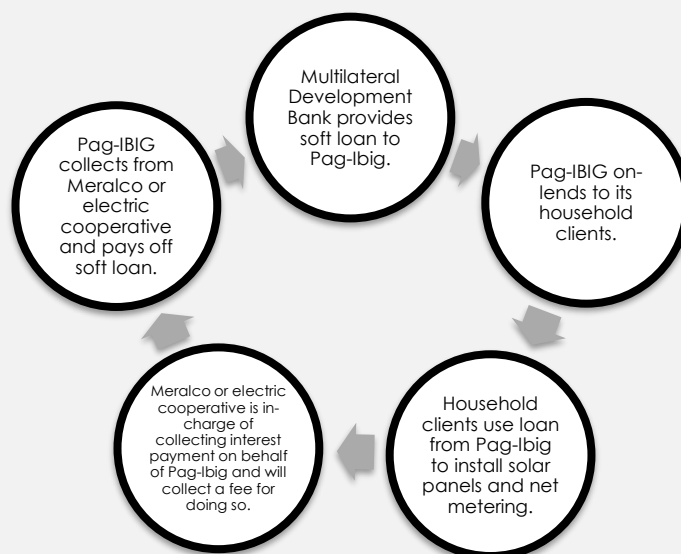 Multilateral
Development
Bank provides
soft loan to
Pag-Ibig.
Pag-IBIG on-
lends to its
household
clients.
Household
clients use loan
from Pag-Ibig
to install solar
panels and net
metering.
Meralco or electric
cooperative is in-
charge of
collecting interest
payment on behalf
of Pag-Ibig and will
collect a fee for
doing so.
Pag-IBIG
collects from
Meralco or
electric
cooperative
and pays off
soft loan.